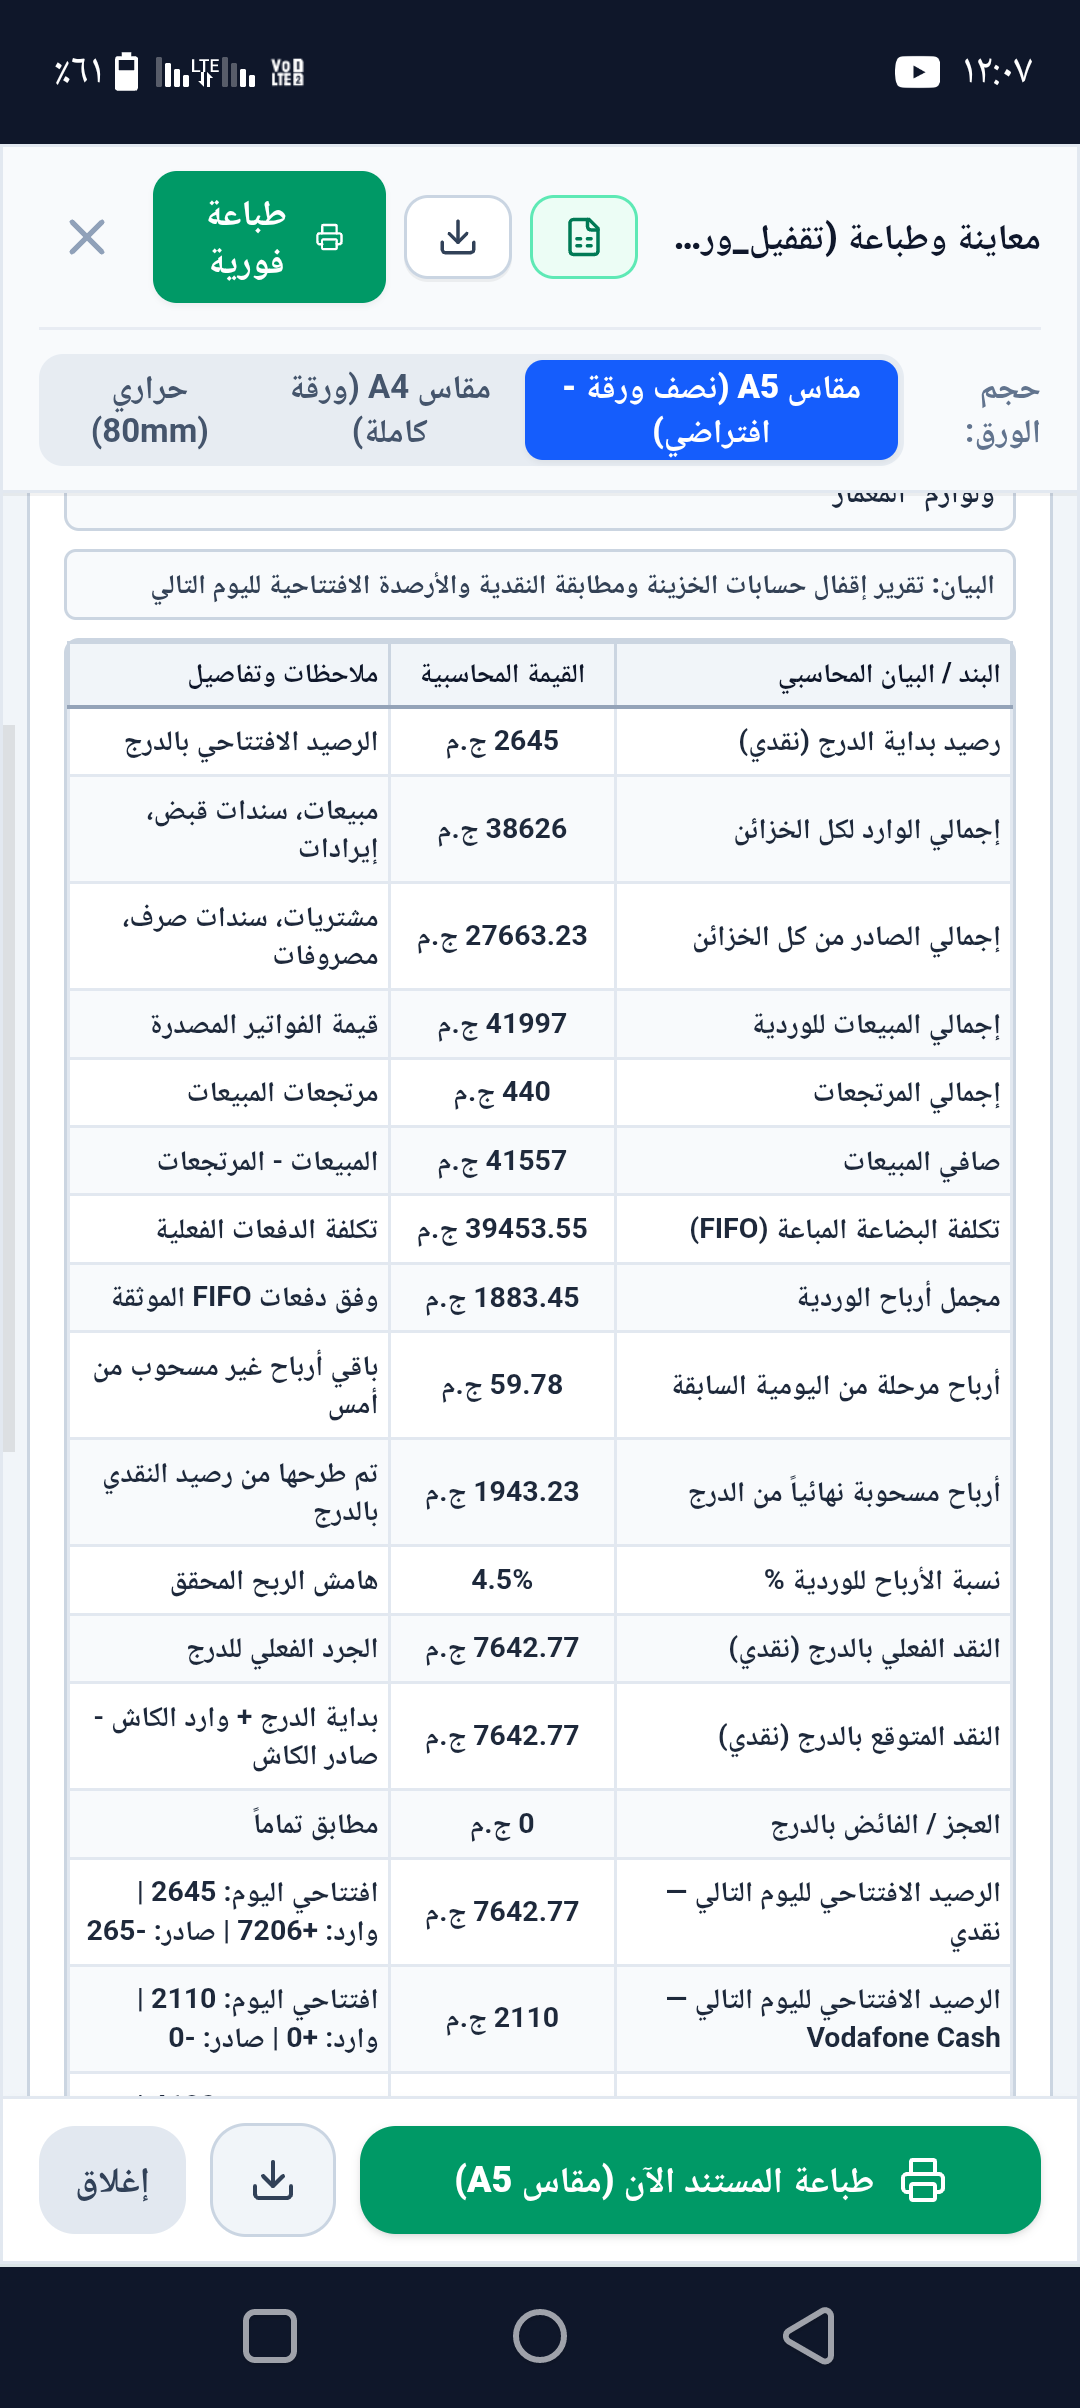 ١٢:٠٧
LTE
Vo 1
LTE 2
٪٦١
معاينة وطباعة (تقفيل_ور...
طباعة
فورية
حجم
الورق:
مقاس A5 (نصف ورقة -
افتراضي)
مقاس A4 (ورقة
كاملة)
حراري
(80mm)
البيان: تقرير إقفال حسابات الخزينة ومطابقة النقدية والأرصدة الافتتاحية لليوم التالي
البند / البيان المحاسبي
القيمة المحاسبية
ملاحظات وتفاصيل
رصيد بداية الدرج (نقدي)
2645 ج.م
الرصيد الافتتاحي بالدرج
إجمالي الوارد لكل الخزائن
38626 ج.م
مبيعات، سندات قبض،
إيرادات
إجمالي الصادر من كل الخزائن
27663.23 ج.م
مشتريات، سندات صرف،
مصروفات
إجمالي المبيعات للوردية
41997 ج.م
قيمة الفواتير المصدرة
إجمالي المرتجعات
440 ج.م
مرتجعات المبيعات
صافي المبيعات
41557 ج.م
المبيعات - المرتجعات
تكلفة البضاعة المباعة (FIFO)
39453.55 ج.م
تكلفة الدفعات الفعلية
مجمل أرباح الوردية
1883.45 ج.م
وفق دفعات FIFO الموثقة
أرباح مرحلة من اليومية السابقة
59.78 ج.م
باقي أرباح غير مسحوب من
أمس
أرباح مسحوبة نهائياً من الدرج
1943.23 ج.م
تم طرحها من رصيد النقدي
بالدرج
نسبة الأرباح للوردية %
4.5%
هامش الربح المحقق
النقد الفعلي بالدرج (نقدي)
7642.77 ج.م
الجرد الفعلي للدرج
النقد المتوقع بالدرج (نقدي)
7642.77 ج.م
بداية الدرج + وارد الكاش -
صادر الكاش
العجز / الفائض بالدرج
0 ج.م
مطابق تماماً
الرصيد الافتتاحي لليوم التالي —
نقدي
7642.77 ج.م
افتتاحي اليوم: 2645 |
وارد: +7206 | صادر: -265
الرصيد الافتتاحي لليوم التالي —
Vodafone Cash
2110 ج.م
افتتاحي اليوم: 2110 |
وارد: +0 | صادر: -0
طباعة المستند الآن (مقاس A5)
إغلاق